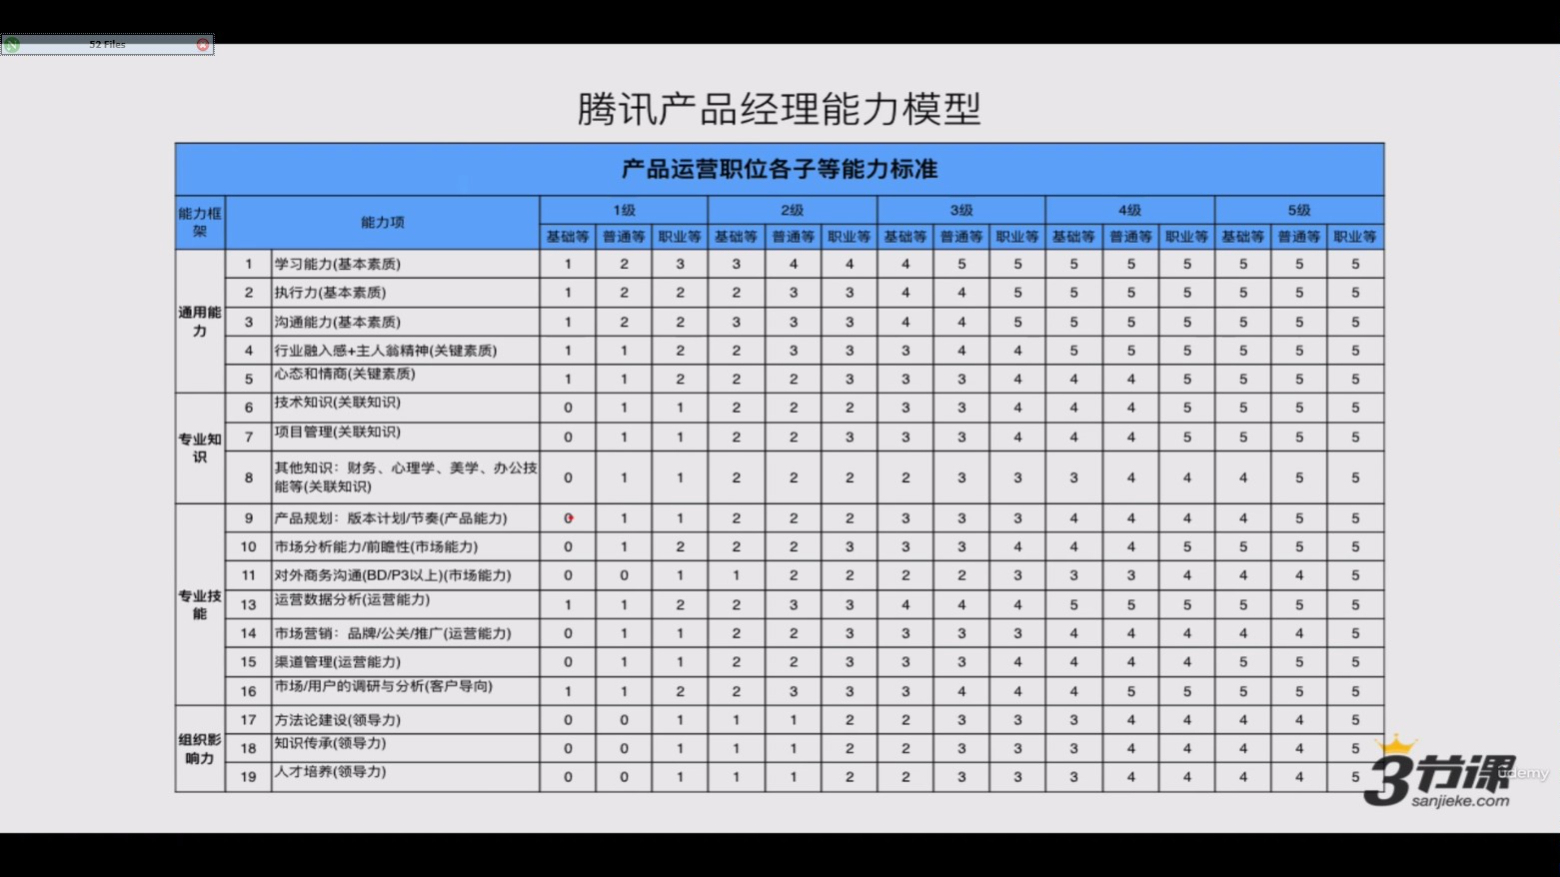 52 Files
腾讯产品经理能力模型
产品运营职位各子等能力标准
能力框架 能力项 1级 2级 3级 4级 5级
基础等 普通等 职业等 基础等 普通等 职业等 基础等 普通等 职业等 基础等 普通等 职业等 基础等 普通等 职业等
通用能力
1 学习能力(基本素质) 1 2 3 3 4 4 4 5 5 5 5 5 5 5 5
2 执行力(基本素质) 1 2 2 2 3 3 4 4 5 5 5 5 5 5 5
3 沟通能力(基本素质) 1 2 2 3 3 3 4 4 5 5 5 5 5 5 5
4 行业融入感+主人翁精神(关键素质) 1 1 2 2 3 3 3 4 4 5 5 5 5 5 5
5 心态和情商(关键素质) 1 1 2 2 2 3 3 3 4 4 4 5 5 5 5
专业知识
6 技术知识(关联知识) 0 1 1 2 2 2 3 3 4 4 4 5 5 5 5
7 项目管理(关联知识) 0 1 1 2 2 3 3 3 4 4 4 5 5 5 5
8 其他知识：财务、心理学、美学、办公技能等(关联知识) 0 1 1 2 2 2 2 3 3 3 4 4 4 5 5
专业技能
9 产品规划：版本计划/节奏(产品能力) 0 1 1 2 2 2 3 3 3 4 4 4 4 5 5
10 市场分析能力/前瞻性(市场能力) 0 1 2 2 2 3 3 3 4 4 4 5 5 5 5
11 对外商务沟通(BD/P3以上)(市场能力) 0 0 1 1 2 2 2 2 3 3 3 4 4 4 5
13 运营数据分析(运营能力) 1 1 2 2 3 3 4 4 4 5 5 5 5 5 5
14 市场营销：品牌/公关/推广(运营能力) 0 1 1 2 2 3 3 3 3 4 4 4 4 4 5
15 渠道管理(运营能力) 0 1 1 2 2 3 3 3 4 4 4 4 5 5 5
16 市场/用户的调研与分析(客户导向) 1 1 2 2 3 3 3 4 4 4 5 5 5 5 5
组织影响力
17 方法论建设(领导力) 0 0 1 1 1 2 2 3 3 3 4 4 4 4 5
18 知识传承(领导力) 0 0 1 1 1 2 2 3 3 3 4 4 4 4 5
19 人才培养(领导力) 0 0 1 1 1 2 2 3 3 3 4 4 4 4 5
3节课
sanjieke.com
udemy